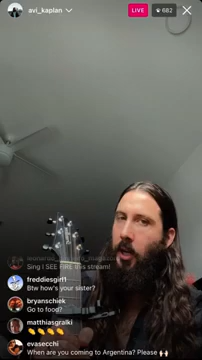 avi_kaplan
LIVE
682
Sing I SEE FIRE this stream!
freddiesgirl1
Btw how's your sister?
bryanschiek
Go to food?
matthiasgralki
👏👏👏👏
evasecchi
When are you coming to Argentina? Please 🙌🏻